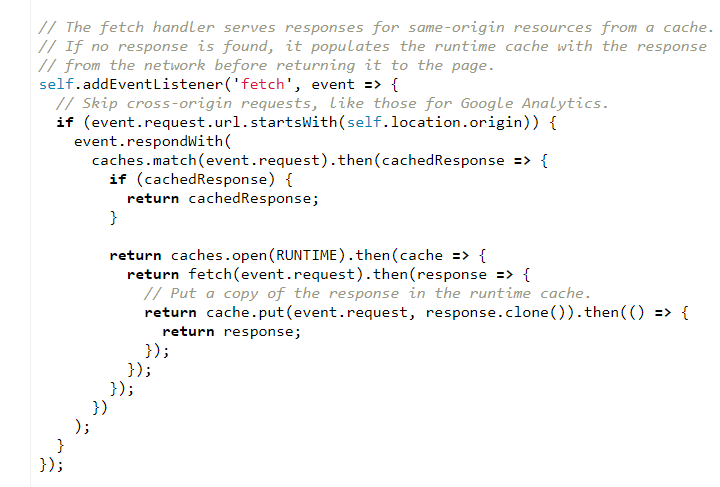 // The fetch handler serves responses for same-origin resources from a cache.
// If no response is found, it populates the runtime cache with the response
// from the network before returning it to the page.
self.addEventListener('fetch', event => {
  // Skip cross-origin requests, like those for Google Analytics.
  if (event.request.url.startsWith(self.location.origin)) {
    event.respondWith(
      caches.match(event.request).then(cachedResponse => {
        if (cachedResponse) {
          return cachedResponse;
        }

        return caches.open(RUNTIME).then(cache => {
          return fetch(event.request).then(response => {
            // Put a copy of the response in the runtime cache.
            return cache.put(event.request, response.clone()).then(() => {
              return response;
            });
          });
        });
      })
    );
  }
});